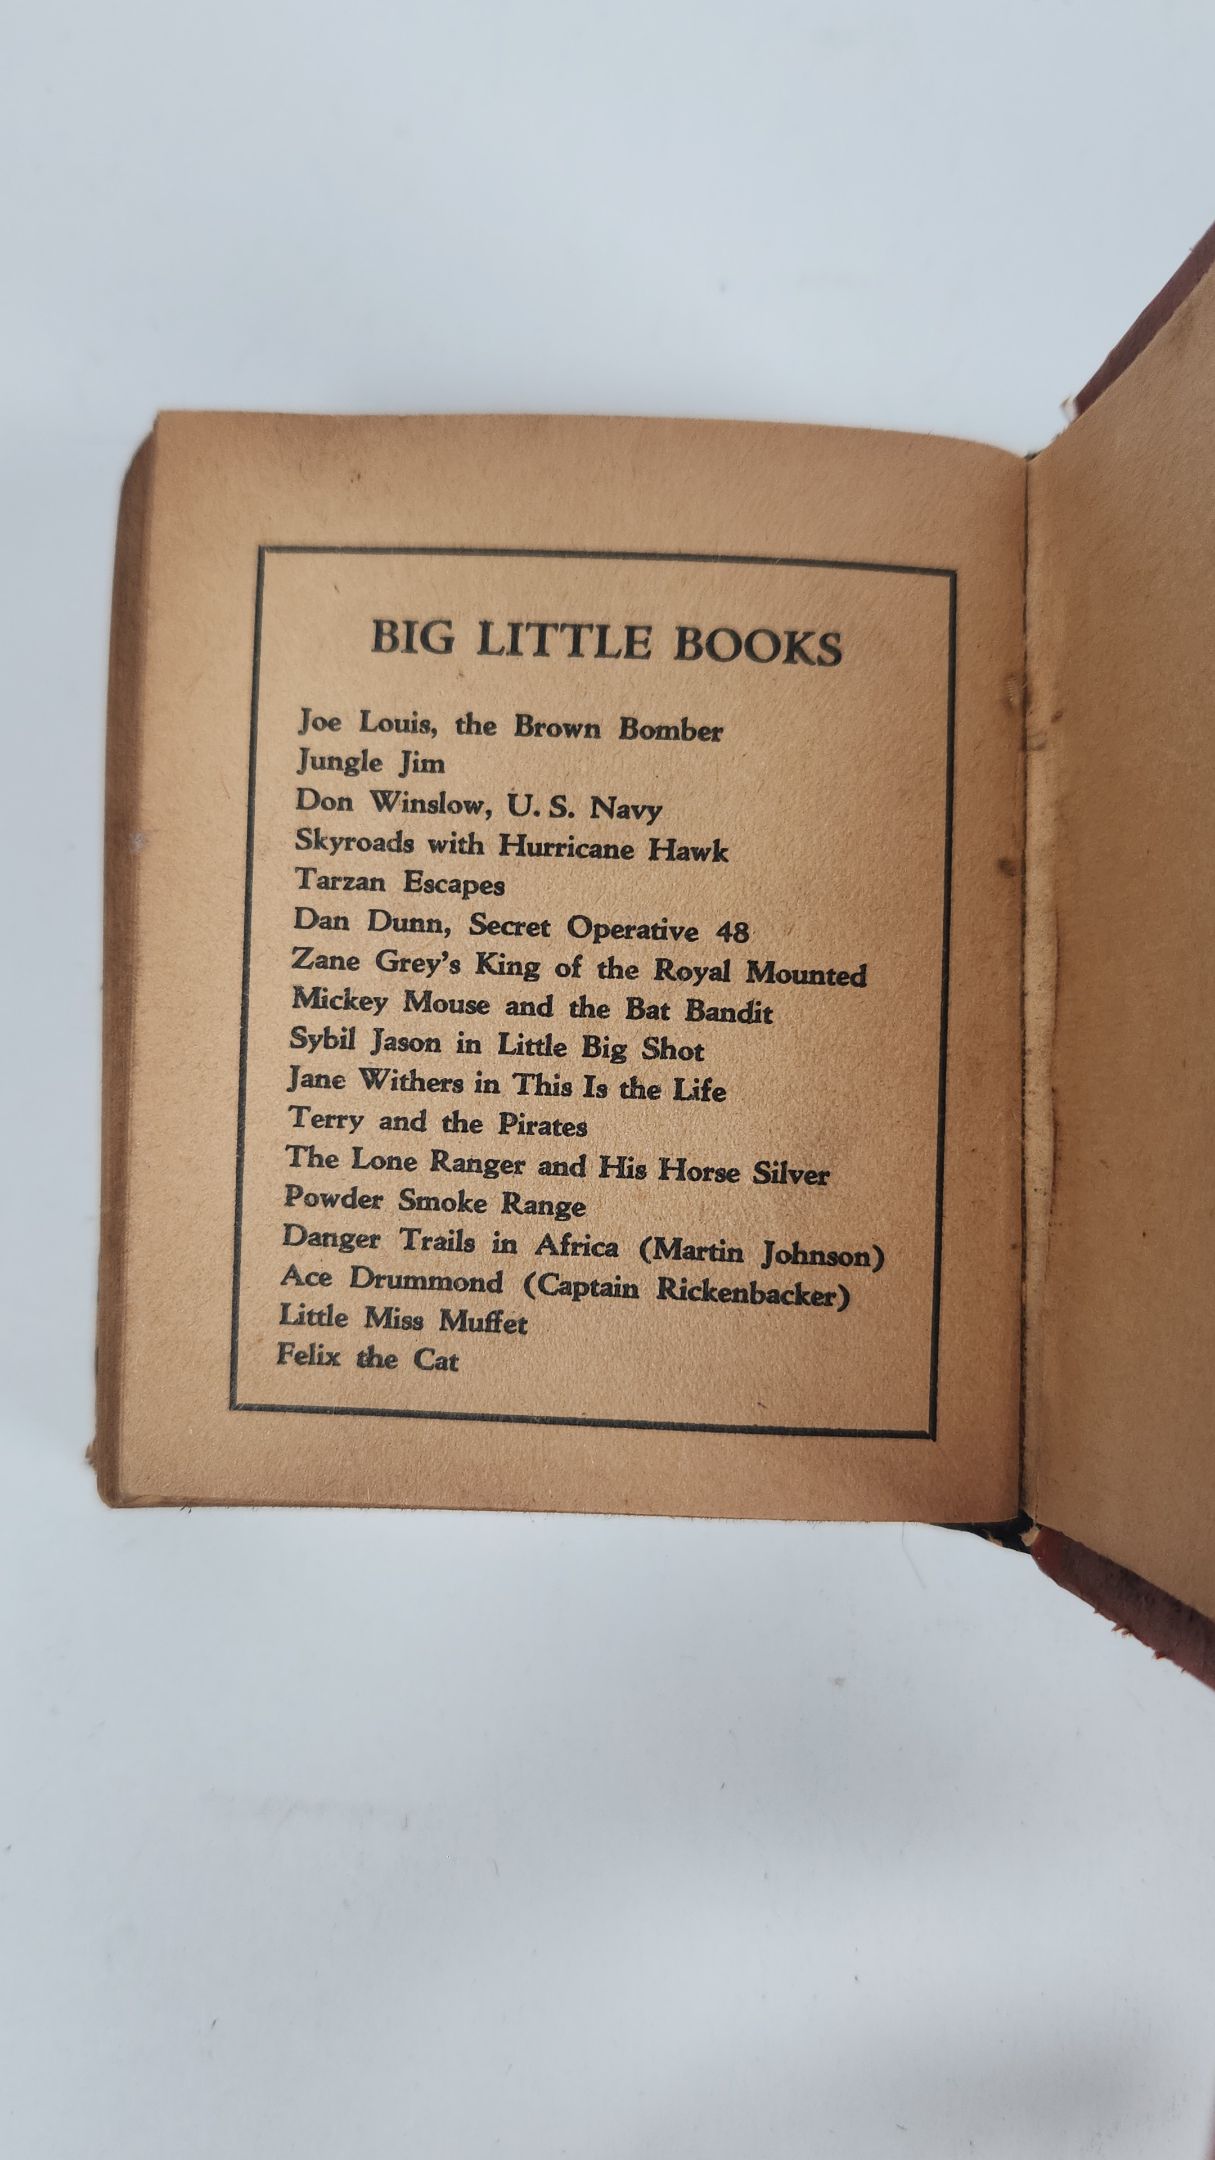 BIG LITTLE BOOKS
Joe Louis, the Brown Bomber
Jungle Jim
Don Winslow, U. S. Navy
Skyroads with Hurricane Hawk
Tarzan Escapes
Dan Dunn, Secret Operative 48
Zane Grey's King of the Royal Mounted
Mickey Mouse and the Bat Bandit
Sybil Jason in Little Big Shot
Jane Withers in This Is the Life
Terry and the Pirates
The Lone Ranger and His Horse Silver
Powder Smoke Range
Danger Trails in Africa (Martin Johnson)
Ace Drummond (Captain Rickenbacker)
Little Miss Muffet
Felix the Cat